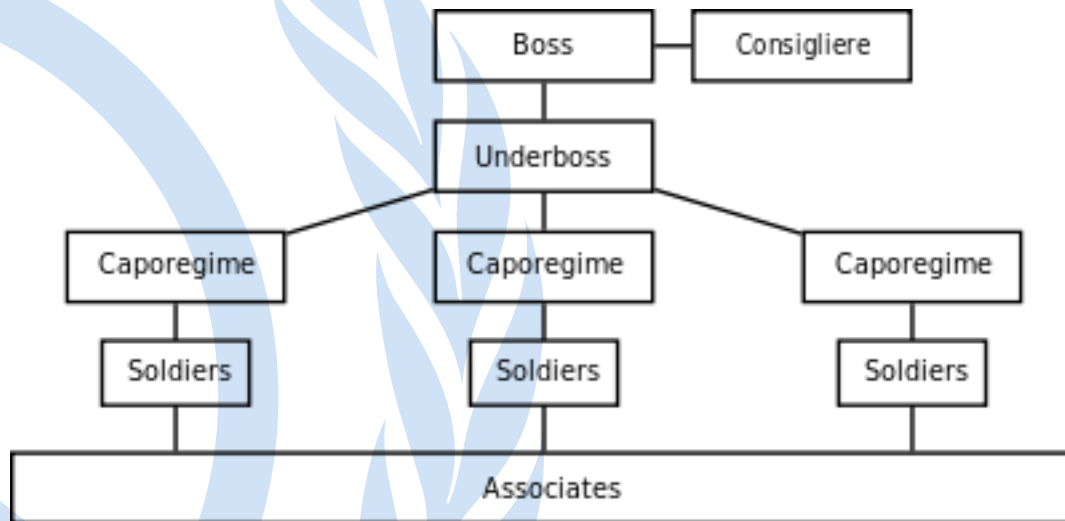 Boss
Consigliere
Underboss
Caporegime
Caporegime
Caporegime
Soldiers
Soldiers
Soldiers
Associates